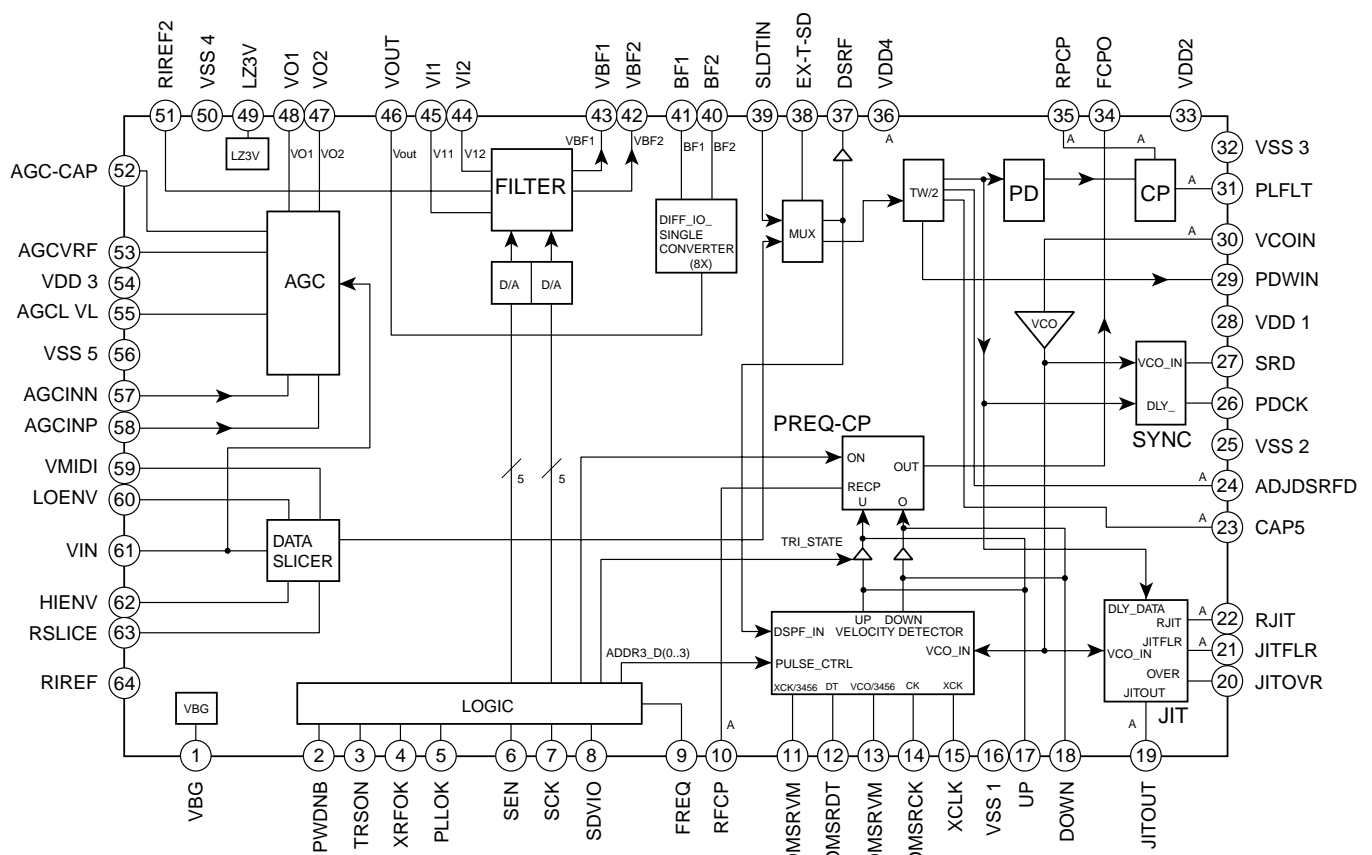 RIREF2
VSS 4
LZ3V
VO1
VO2
VOUT
VI1
VI2
VBF1
VBF2
BF1
BF2
SLDTIN
EX-T-SD
DSRF
VDD4
RPCP
FCPO
VDD2
51
50
49
48
47
46
45
44
43
42
41
40
39
38
37
36
35
34
33
LZ3V
VO1
VO2
Vout
V11
V12
VBF1
VBF2
BF1
BF2
A
A
A
AGC-CAP
52
AGCVRF
53
VDD 3
54
AGCL VL
55
VSS 5
56
AGCINN
57
AGCINP
58
VMIDI
59
LOENV
60
VIN
61
HIENV
62
RSLICE
63
RIREF
64
AGC
FILTER
D/A
D/A
DIFF_IO_
SINGLE
CONVERTER
(8X)
MUX
TW/2
PD
CP
VCO
VCO_IN
DLY_
SYNC
32
VSS 3
A
31
PLFLT
A
30
VCOIN
29
PDWIN
28
VDD 1
27
SRD
26
PDCK
25
VSS 2
A
24
ADJDSRFD
A
23
CAP5
PREQ-CP
ON
OUT
RECP
U
O
5
5
TRI_STATE
DATA
SLICER
UP
DOWN
DSPF_IN
VELOCITY DETECTOR
VCO_IN
PULSE_CTRL
XCK/3456
DT
VCO/3456
CK
XCK
ADDR3_D(0..3)
DLY_DATA
RJIT
JITFLR
VCO_IN
OVER
JITOUT
JIT
A
22
RJIT
A
21
JITFLR
20
JITOVR
VBG
LOGIC
A
A
1
2
3
4
5
6
7
8
9
10
11
12
13
14
15
16
17
18
19
VBG
PWDNB
TRSON
XRFOK
PLLOK
SEN
SCK
SDVIO
FREQ
RFCP
DMSRVM
DMSRDT
DMSRVM
DMSRCK
XCLK
VSS 1
UP
DOWN
JITOUT